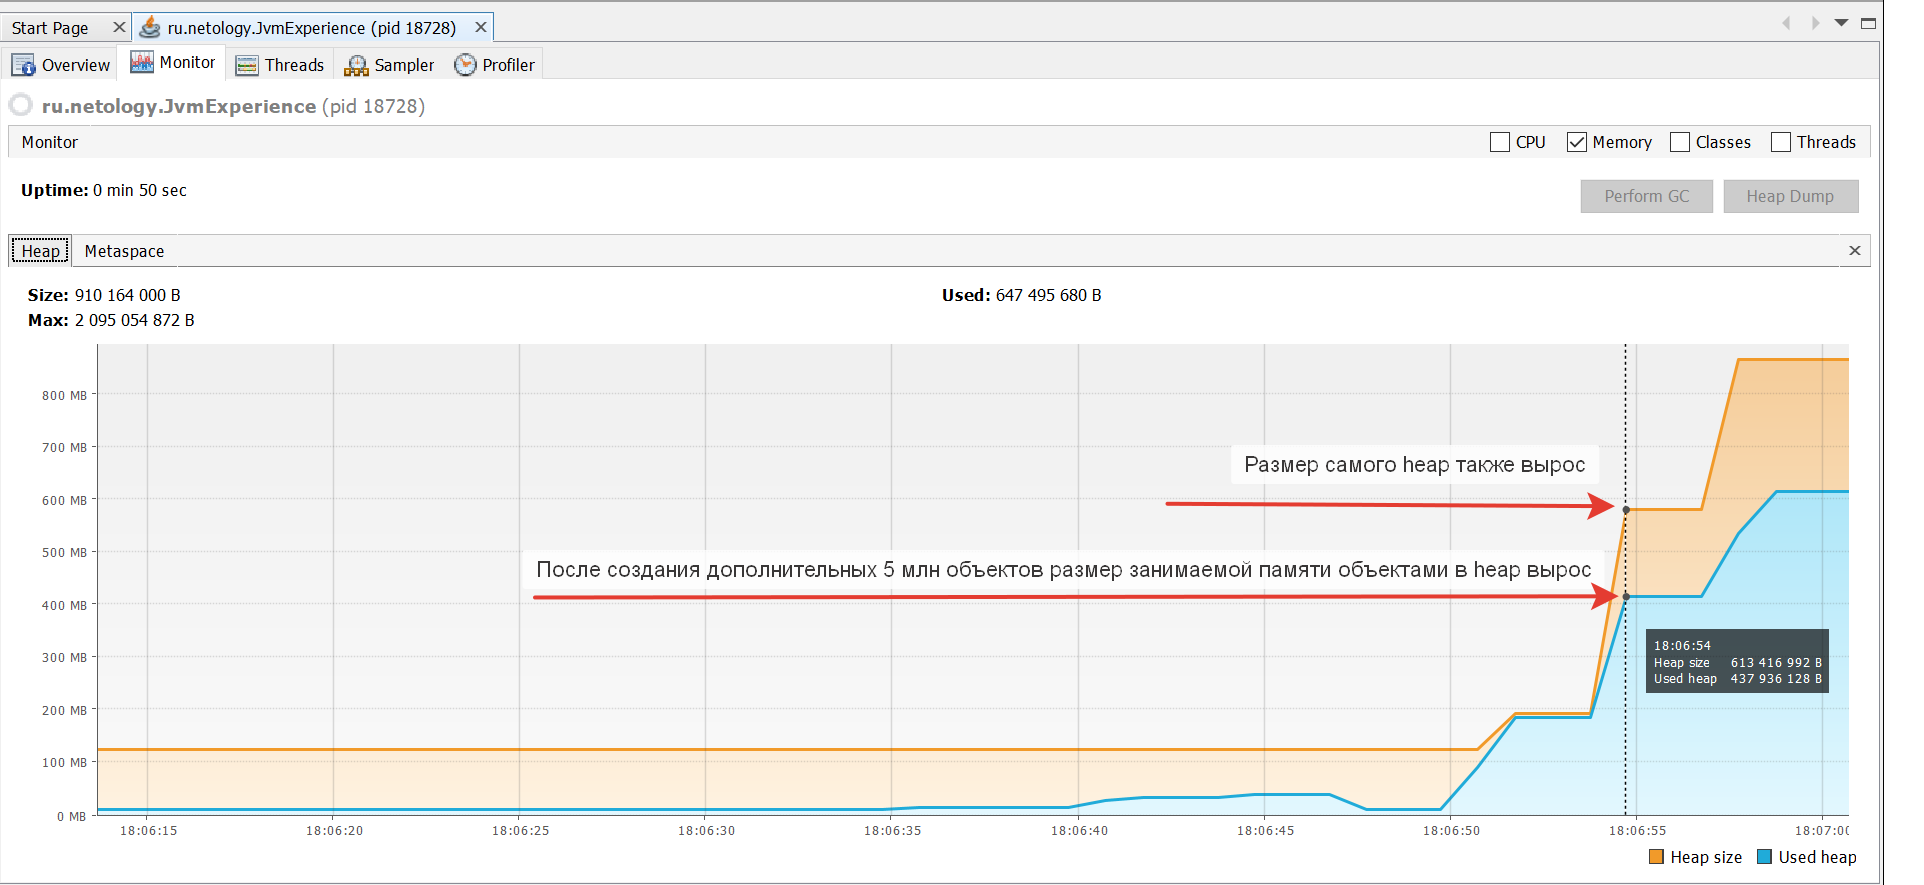 Start Page
ru.netology.JvmExperience (pid 18728)
Overview Monitor Threads Sampler Profiler
ru.netology.JvmExperience (pid 18728)
Monitor CPU Memory Classes Threads
Uptime: 0 min 50 sec
Perform GC Heap Dump
Heap Metaspace
Size: 910 164 000 B Used: 647 495 680 B
Max: 2 095 054 872 B
800 MB
700 MB
Размер самого heap также вырос
600 MB
500 MB
После создания дополнительных 5 млн объектов размер занимаемой памяти объектами в heap вырос
400 MB
300 MB
18:06:54
Heap size 613 416 992 B
Used heap 437 936 128 B
200 MB
100 MB
0 MB
18:06:15 18:06:20 18:06:25 18:06:30 18:06:35 18:06:40 18:06:45 18:06:50 18:06:55 18:07:00
Heap size Used heap